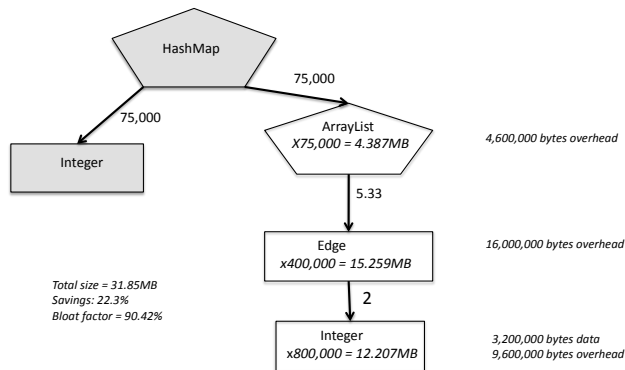 HashMap
75,000
75,000
ArrayList
X75,000 = 4.387MB
4,600,000 bytes overhead
Integer
5.33
Edge
x400,000 = 15.259MB
16,000,000 bytes overhead
Total size = 31.85MB
Savings: 22.3%
Bloat factor = 90.42%
2
Integer
x800,000 = 12.207MB
3,200,000 bytes data
9,600,000 bytes overhead